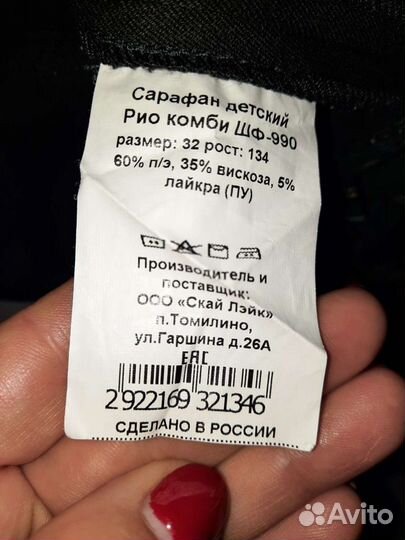 Сарафан детский
Рио комби ШФ-990
размер: 32 рост: 134
60% п/э, 35% вискоза, 5%
лайкра (ПУ)
Производитель и
поставщик:
ООО «Скай Лэйк»
п.Томилино,
ул.Гаршина д.26А
ЕАС
2 922169 321346
СДЕЛАНО В РОССИИ
Avito